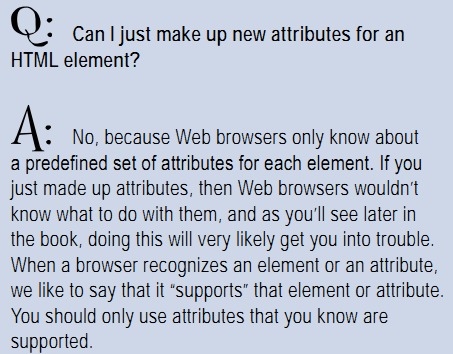 Q: Can I just make up new attributes for an
HTML element?
A: No, because Web browsers only know about
a predefined set of attributes for each element. If you
just made up attributes, then Web browsers wouldn’t
know what to do with them, and as you’ll see later in
the book, doing this will very likely get you into trouble.
When a browser recognizes an element or an attribute,
we like to say that it “supports” that element or attribute.
You should only use attributes that you know are
supported.